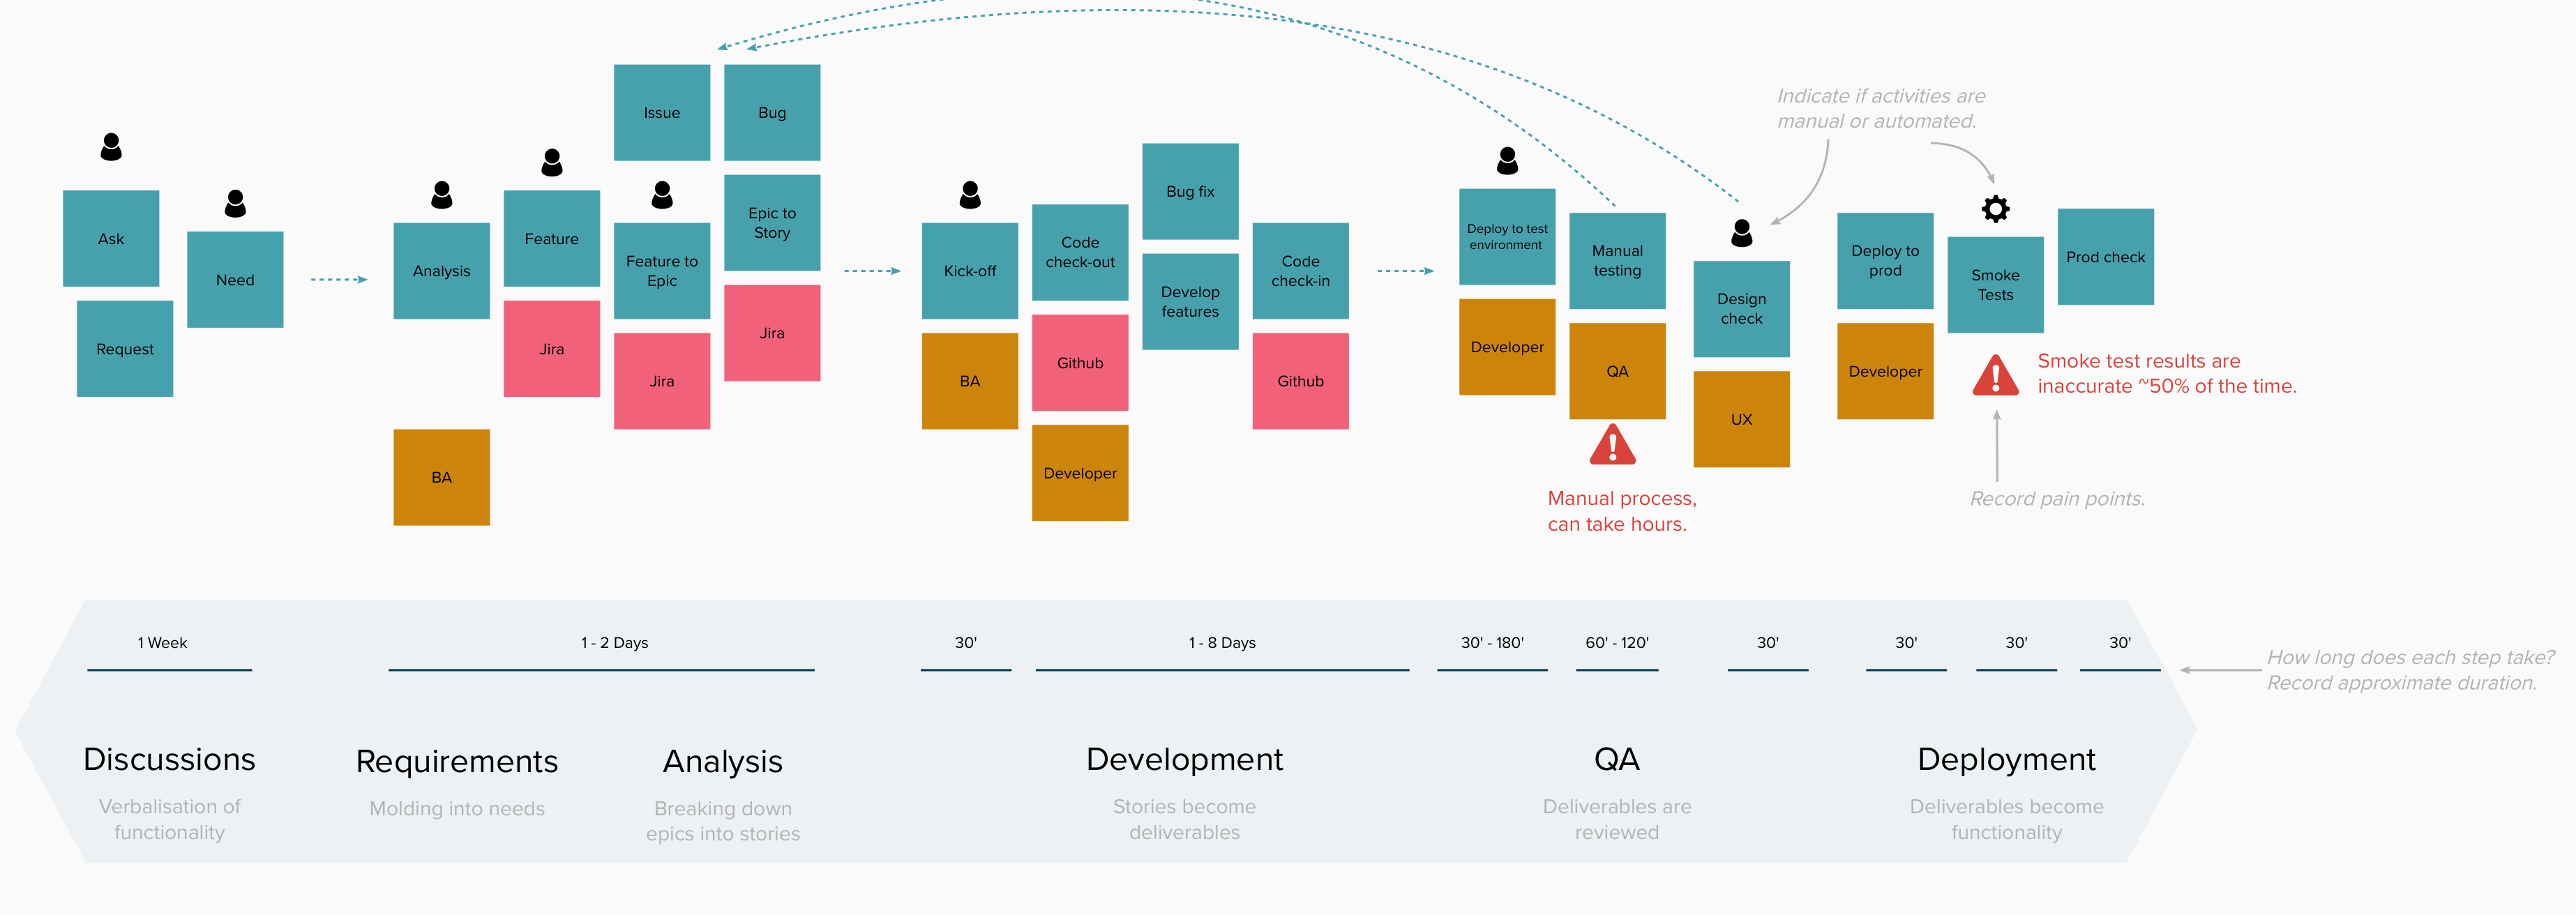 Indicate if activities are
manual or automated.
Issue
Bug
Ask
Need
Request
Analysis
Feature
Feature to
Epic
Epic to
Story
Jira
Jira
Jira
BA
Kick-off
BA
Code
check-out
Github
Developer
Bug fix
Develop
features
Code
check-in
Github
Deploy to test
environment
Developer
Manual
testing
QA
Manual process,
can take hours.
Design
check
UX
Deploy to
prod
Developer
Smoke
Tests
Prod check
Smoke test results are
inaccurate ~50% of the time.
Record pain points.
1 Week
1 - 2 Days
30'
1 - 8 Days
30' - 180'
60' - 120'
30'
30'
30'
30'
How long does each step take?
Record approximate duration.
Discussions
Verbalisation of
functionality
Requirements
Molding into needs
Analysis
Breaking down
epics into stories
Development
Stories become
deliverables
QA
Deliverables are
reviewed
Deployment
Deliverables become
functionality